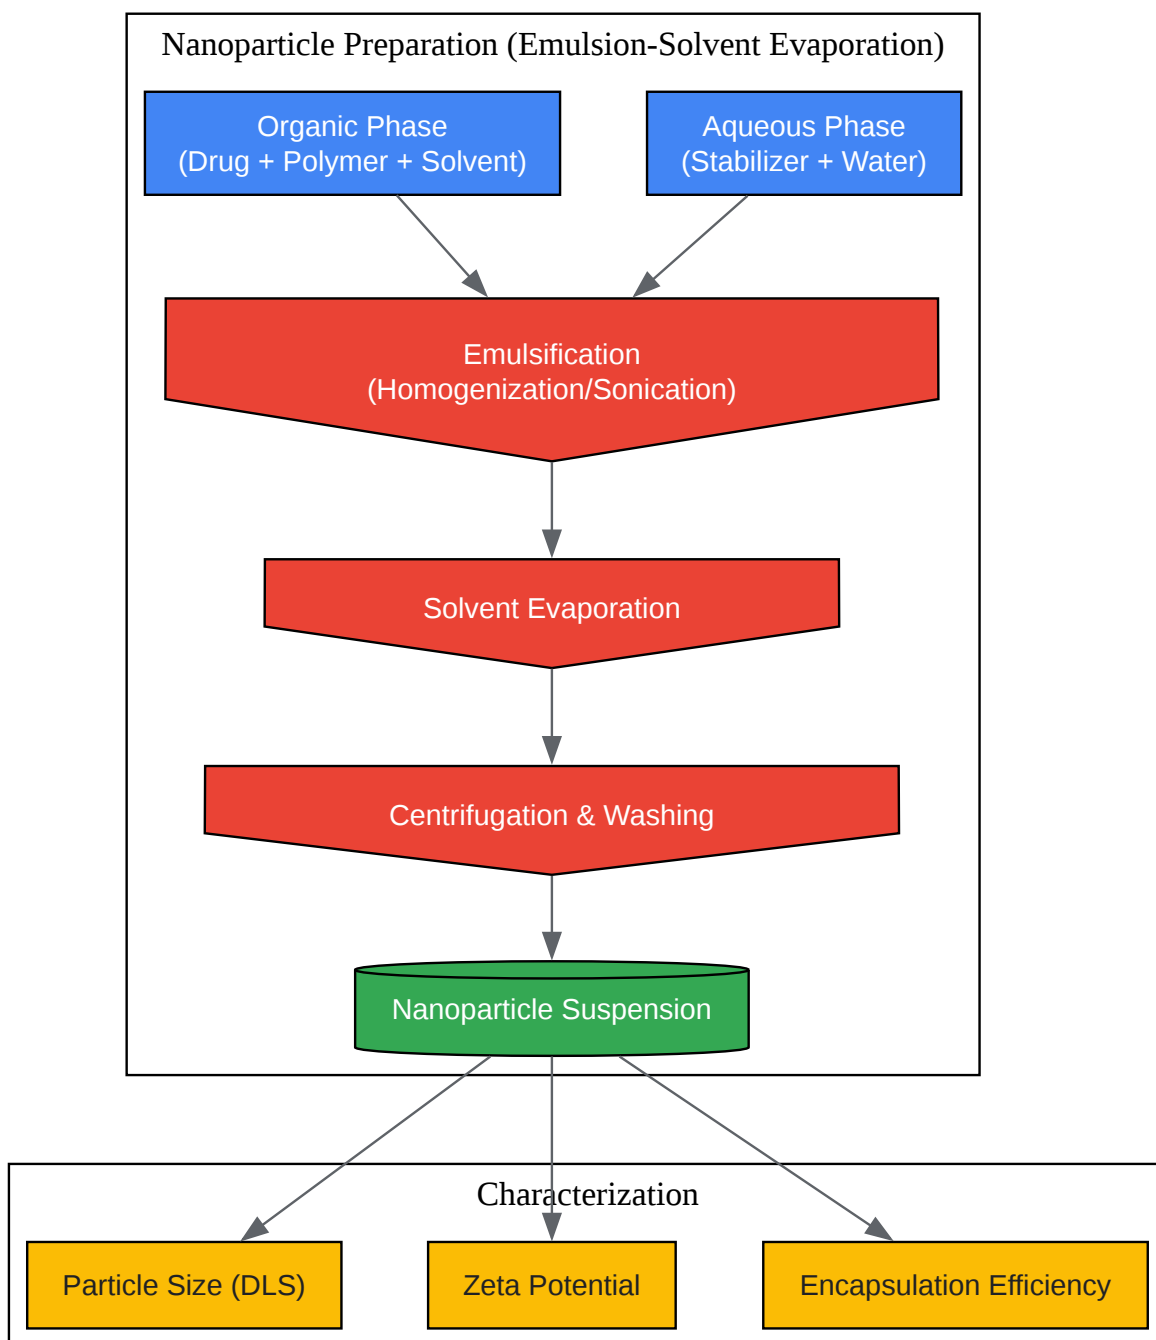 Nanoparticle Preparation (Emulsion-Solvent Evaporation)
Organic Phase
(Drug + Polymer + Solvent)
Aqueous Phase
(Stabilizer + Water)
Emulsification
(Homogenization/Sonication)
Solvent Evaporation
Centrifugation & Washing
Nanoparticle Suspension
Characterization
Particle Size (DLS)
Zeta Potential
Encapsulation Efficiency